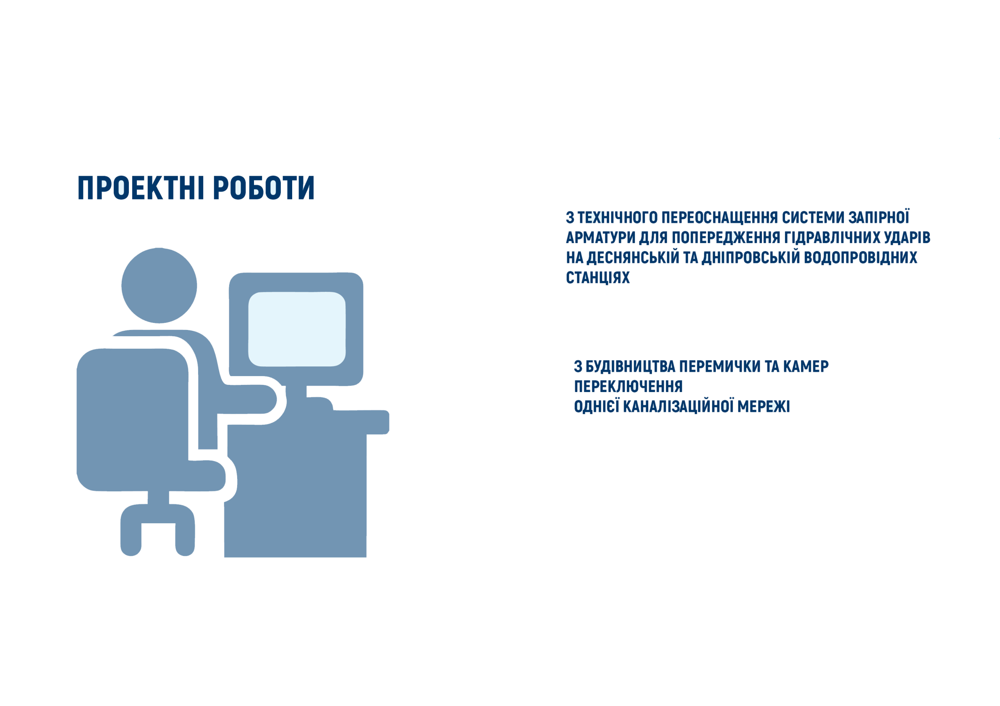 ПРОЕКТНІ РОБОТИ
З ТЕХНІЧНОГО ПЕРЕОСНАЩЕННЯ СИСТЕМИ ЗАПІРНОЇ
АРМАТУРИ ДЛЯ ПОПЕРЕДЖЕННЯ ГІДРАВЛІЧНИХ УДАРІВ
НА ДЕСНЯНСЬКІЙ ТА ДНІПРОВСЬКІЙ ВОДОПРОВІДНИХ
СТАНЦІЯХ
З БУДІВНИЦТВА ПЕРЕМИЧКИ ТА КАМЕР
ПЕРЕКЛЮЧЕННЯ
ОДНІЄЇ КАНАЛІЗАЦІЙНОЇ МЕРЕЖІ